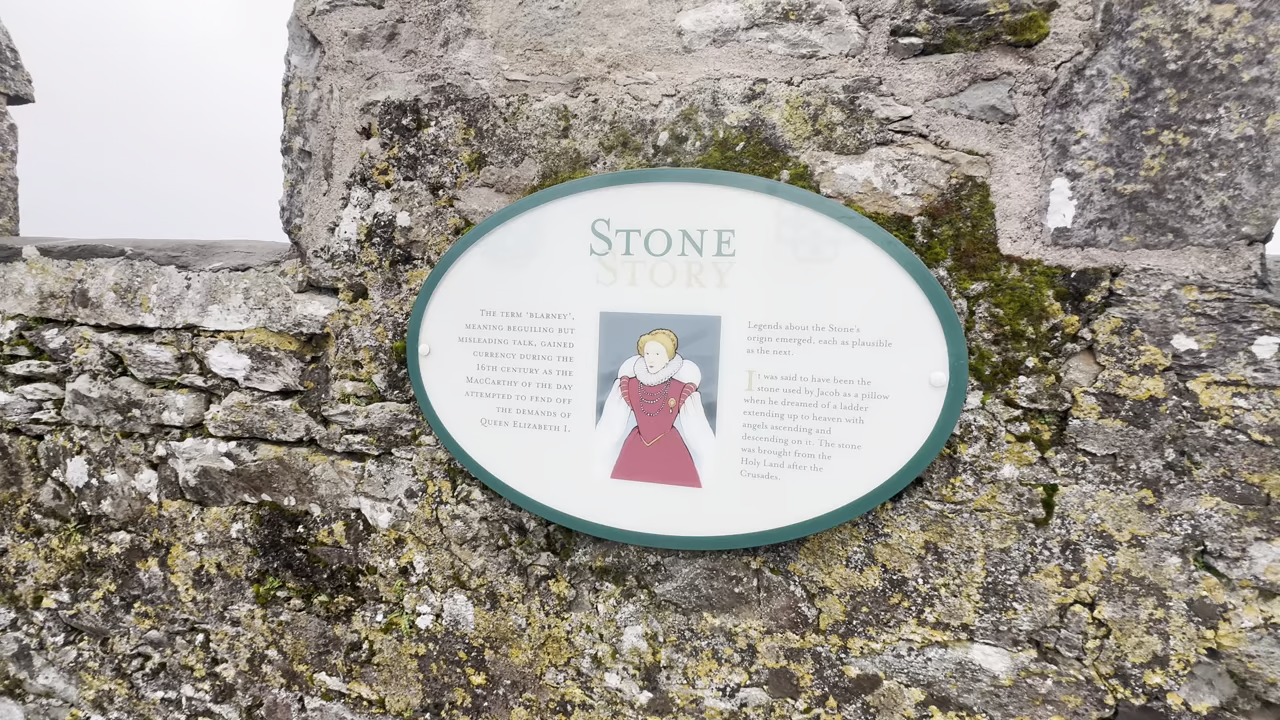 STONE
STORY
THE TERM ‘BLARNEY’,
MEANING BEGUILING BUT
MISLEADING TALK, GAINED
CURRENCY DURING THE
16TH CENTURY AS THE
MACCARTHY OF THE DAY
ATTEMPTED TO FEND OFF
THE DEMANDS OF
QUEEN ELIZABETH I.
Legends about the Stone's
origin emerged, each as plausible
as the next.
It was said to have been the
stone used by Jacob as a pillow
when he dreamed of a ladder
extending up to heaven with
angels ascending and
descending on it. The stone
was brought from the
Holy Land after the
Crusades.